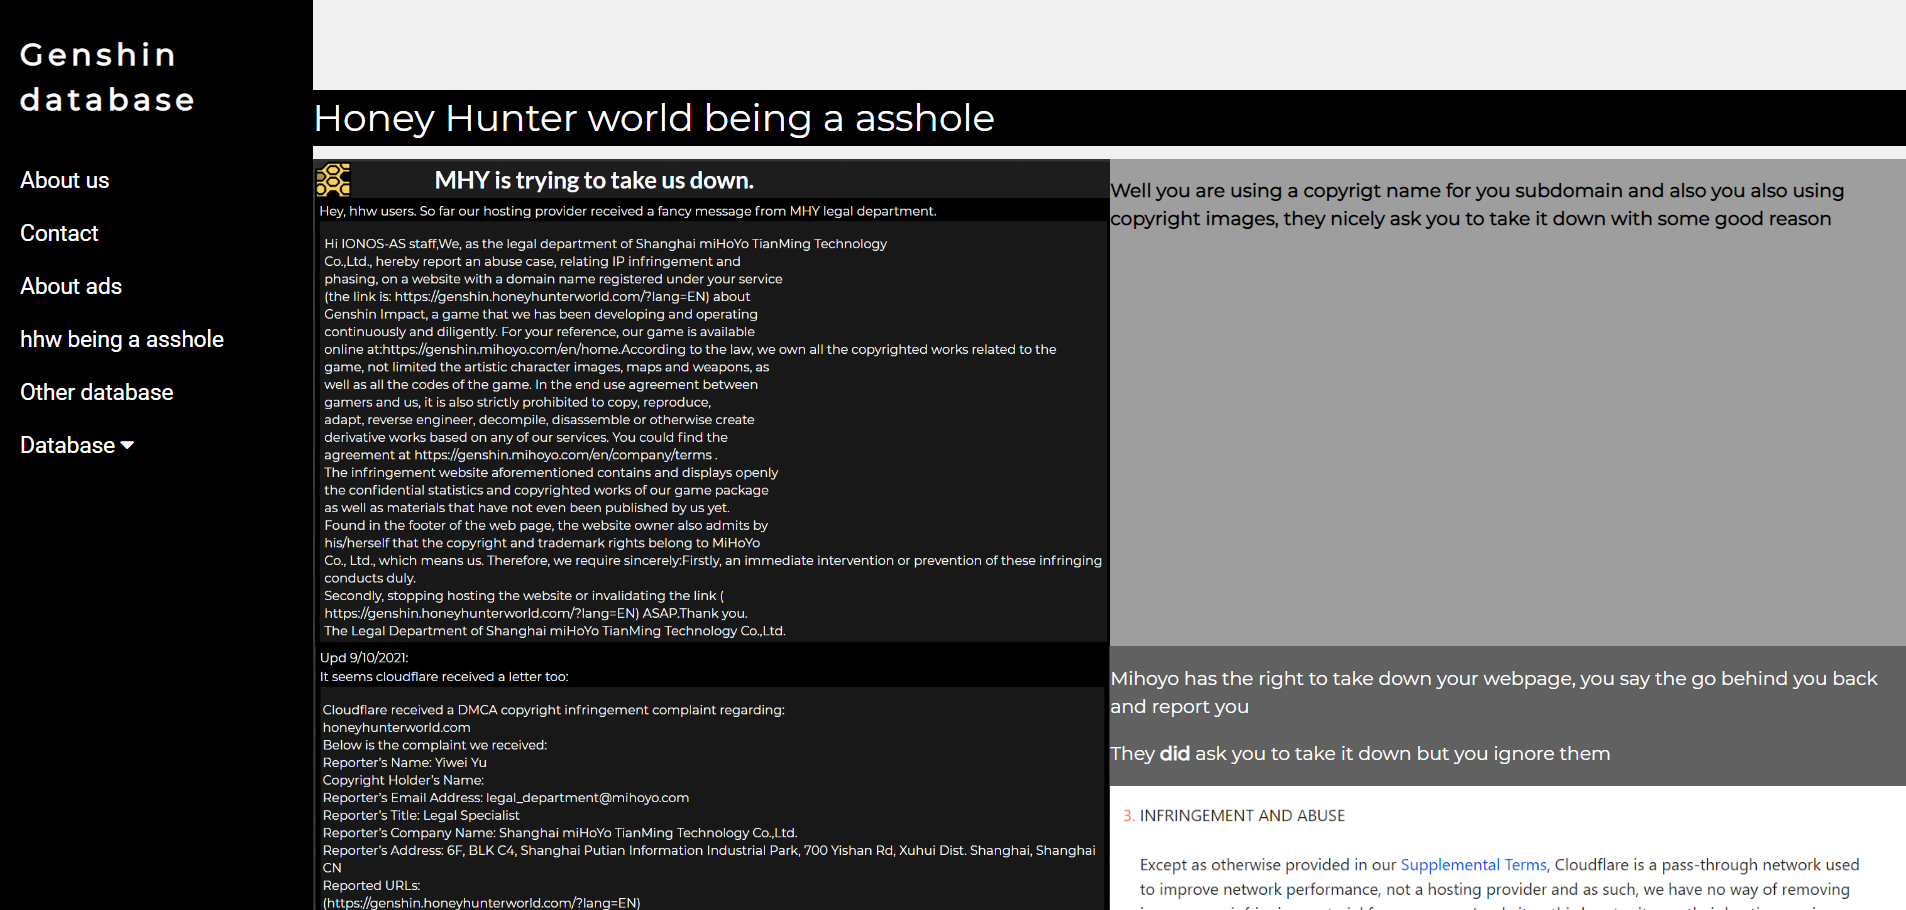 Genshin
database
About us
Contact
About ads
hhw being a asshole
Other database
Database
Honey Hunter world being a asshole
MHY is trying to take us down.
Hey, hhw users. So far our hosting provider received a fancy message from MHY legal department.
Hi IONOS-AS staff,We, as the legal department of Shanghai miHoYo TianMing Technology
Co.,Ltd., hereby report an abuse case, relating IP infringement and
phasing, on a website with a domain name registered under your service
(the link is: https://genshin.honeyhunterworld.com/?lang=EN) about
Genshin Impact, a game that we has been developing and operating
continuously and diligently. For your reference, our game is available
online at:https://genshin.mihoyo.com/en/home.According to the law, we own all the copyrighted works related to the
game, not limited the artistic character images, maps and weapons, as
well as all the codes of the game. In the end use agreement between
gamers and us, it is also strictly prohibited to copy, reproduce,
adapt, reverse engineer, decompile, disassemble or otherwise create
derivative works based on any of our services. You could find the
agreement at https://genshin.mihoyo.com/en/company/terms .
The infringement website aforementioned contains and displays openly
the confidential statistics and copyrighted works of our game package
as well as materials that have not even been published by us yet.
Found in the footer of the web page, the website owner also admits by
his/herself that the copyright and trademark rights belong to MiHoYo
Co., Ltd., which means us. Therefore, we require sincerely:Firstly, an immediate intervention or prevention of these infringing
conducts duly.
Secondly, stopping hosting the website or invalidating the link (
https://genshin.honeyhunterworld.com/?lang=EN) ASAP.Thank you.
The Legal Department of Shanghai miHoYo TianMing Technology Co.,Ltd.
Upd 9/10/2021:
It seems cloudflare received a letter too:
Cloudflare received a DMCA copyright infringement complaint regarding:
honeyhunterworld.com
Below is the complaint we received:
Reporter's Name: Yiwei Yu
Copyright Holder's Name:
Reporter's Email Address: legal_department@mihoyo.com
Reporter's Title: Legal Specialist
Reporter's Company Name: Shanghai miHoYo TianMing Technology Co.,Ltd.
Reporter's Address: 6F, BLK C4, Shanghai Putian Information Industrial Park, 700 Yishan Rd, Xuhui Dist. Shanghai, Shanghai
CN
Reported URLs:
(https://genshin.honeyhunterworld.com/?lang=EN)
Well you are using a copyrigt name for you subdomain and also you also using
copyright images, they nicely ask you to take it down with some good reason
Mihoyo has the right to take down your webpage, you say the go behind you back
and report you
They did ask you to take it down but you ignore them
3. INFRINGEMENT AND ABUSE
Except as otherwise provided in our Supplemental Terms, Cloudflare is a pass-through network used
to improve network performance, not a hosting provider and as such, we have no way of removing